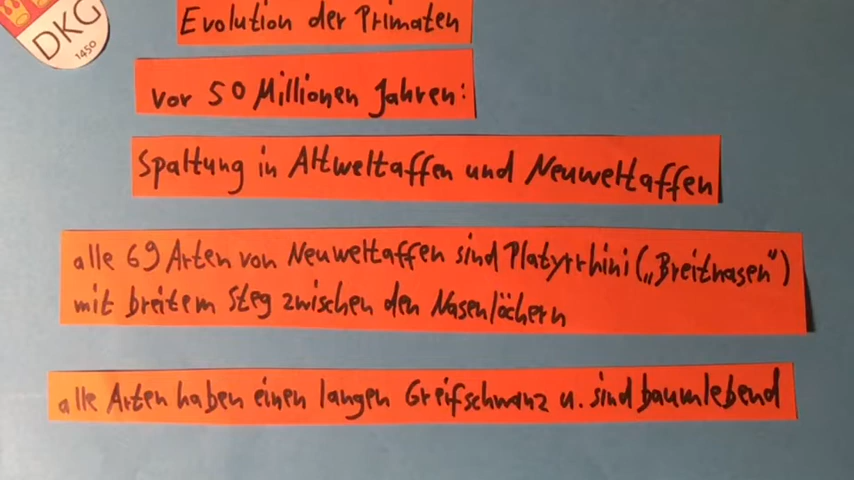 DKG
1450
Evolution der Primaten
vor 50 Millionen Jahren:
Spaltung in Altweltaffen und Neuweltaffen
alle 69 Arten von Neuweltaffen sind Platyrrhini („Breitnasen“)
mit breitem Steg zwischen den Nasenlöchern
alle Arten haben einen langen Greifschwanz u. sind baumlebend